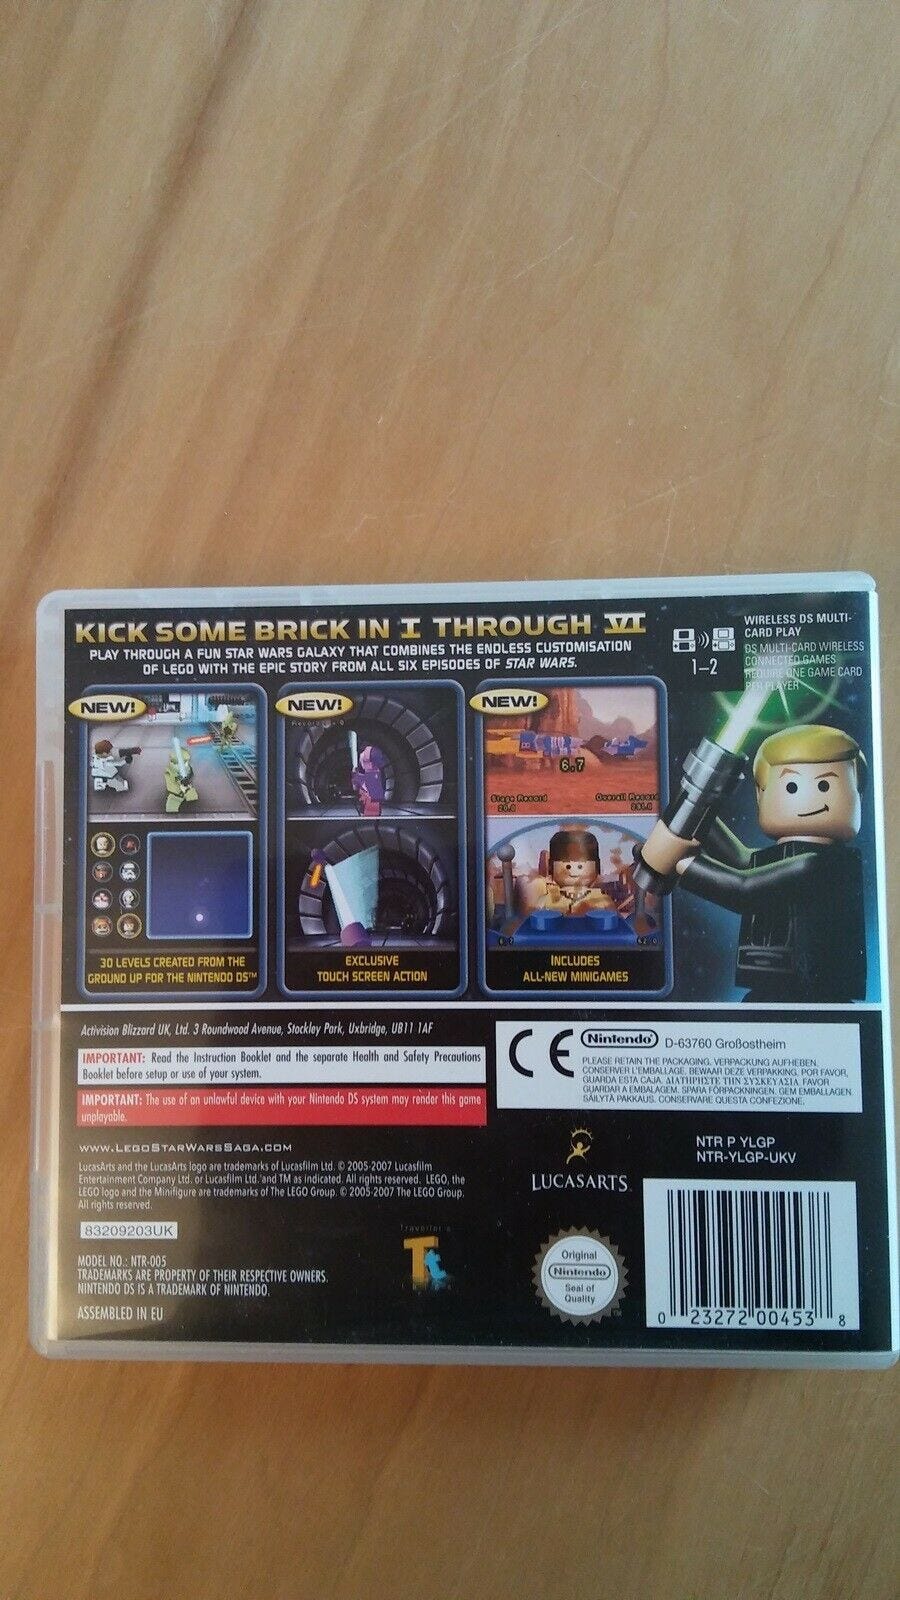 KICK SOME BRICK IN I THROUGH VI
PLAY THROUGH A FUN STAR WARS GALAXY THAT COMBINES THE ENDLESS CUSTOMISATION
OF LEGO WITH THE EPIC STORY FROM ALL SIX EPISODES OF STAR WARS.
1–2
WIRELESS DS MULTI-
CARD PLAY
DS MULTI-CARD WIRELESS
CONNECTED GAMES
REQUIRE ONE GAME CARD
PER PLAYER
NEW!
30 LEVELS CREATED FROM THE
GROUND UP FOR THE NINTENDO DS™
NEW!
EXCLUSIVE
TOUCH SCREEN ACTION
NEW!
6.7
Stage Record
Overall Record
INCLUDES
ALL-NEW MINIGAMES
Activision Blizzard UK, Ltd. 3 Roundwood Avenue, Stockley Park, Uxbridge, UB11 1AF
IMPORTANT: Read the Instruction Booklet and the separate Health and Safety Precautions
Booklet before setup or use of your system.
IMPORTANT: The use of an unlawful device with your Nintendo DS system may render this game
unplayable.
www.LegoStarWarsSaga.com
LucasArts and the LucasArts logo are trademarks of Lucasfilm Ltd. © 2005-2007 Lucasfilm
Entertainment Company Ltd. or Lucasfilm Ltd. and TM as indicated. All rights reserved. LEGO, the
LEGO logo and the Minifigure are trademarks of The LEGO Group. © 2005-2007 The LEGO Group.
All rights reserved.
83209203UK
MODEL NO.: NTR-005
TRADEMARKS ARE PROPERTY OF THEIR RESPECTIVE OWNERS.
NINTENDO DS IS A TRADEMARK OF NINTENDO.
ASSEMBLED IN EU
Traveller's
Tt
CE
Nintendo D-63760 Großostheim
PLEASE RETAIN THE PACKAGING. VERPACKUNG AUFHEBEN.
CONSERVER L'EMBALLAGE. BEWAAR DEZE VERPAKKING. POR FAVOR,
GUARDA ESTA CAJA. ΔΙΑΤΗΡΗΣΤΕ ΤΗΝ ΣΥΣΚΕΥΑΣΙΑ. FAVOR
GUARDAR A EMBALAGEM. SPARA FÖRPACKNINGEN. GEM EMBALLAGEN.
SÄILYTÄ PAKKAUS. CONSERVARE QUESTA CONFEZIONE.
LUCASARTS
NTR P YLGP
NTR-YLGP-UKV
Original
Nintendo
Seal of
Quality
0 23272 00453 8